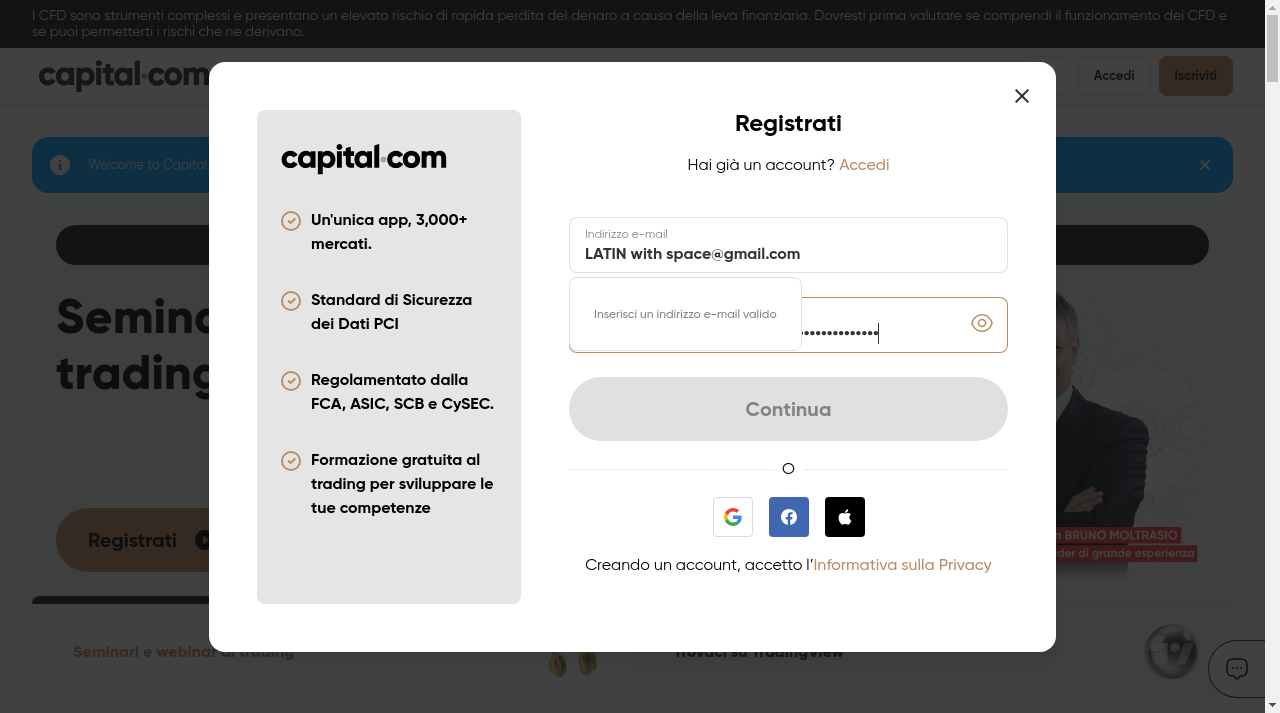 I CFD sono strumenti complessi e presentano un elevato rischio di rapida perdita del denaro a causa della leva finanziaria. Dovresti prima valutare se comprendi il funzionamento dei CFD e
se puoi permetterti i rischi che ne derivano.
capital.com
Accedi
Iscriviti
Welcome to Capital
Registrati
Hai già un account? Accedi
capital.com
Un'unica app, 3,000+
mercati.
Standard di Sicurezza
dei Dati PCI
Regolamentato dalla
FCA, ASIC, SCB e CySEC.
Formazione gratuita al
trading per sviluppare le
tue competenze
Indirizzo e-mail
LATIN with space@gmail.com
Inserisci un indirizzo e-mail valido
Continua
O
Creando un account, accetto l'Informativa sulla Privacy
trading
Registrati
BRUNO MOLTRASIO
di grande esperienza
Seminari e webinar di trading
Trovaci su TradingView